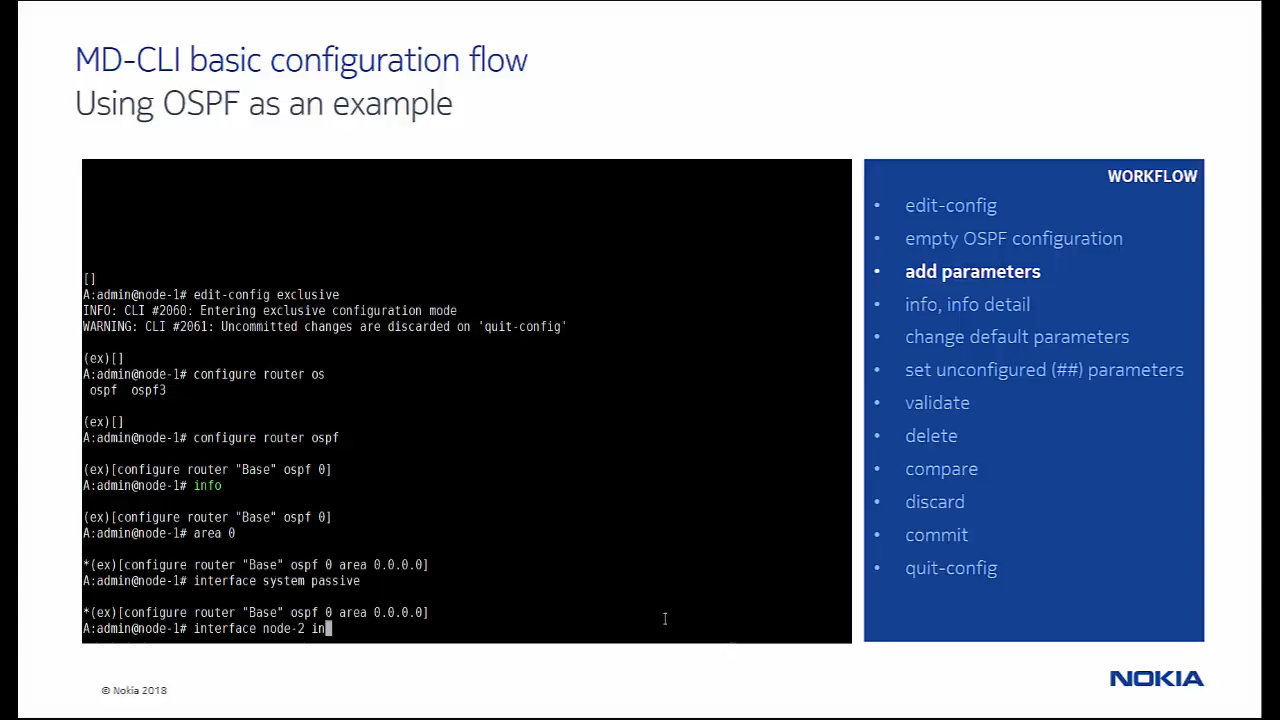 MD-CLI basic configuration flow
Using OSPF as an example
[]
A:admin@node-1# edit-config exclusive
INFO: CLI #2060: Entering exclusive configuration mode
WARNING: CLI #2061: Uncommitted changes are discarded on 'quit-config'
(ex)[]
A:admin@node-1# configure router os
ospf  ospf3
(ex)[]
A:admin@node-1# configure router ospf
(ex)[configure router "Base" ospf 0]
A:admin@node-1# info
(ex)[configure router "Base" ospf 0]
A:admin@node-1# area 0
*(ex)[configure router "Base" ospf 0 area 0.0.0.0]
A:admin@node-1# interface system passive
*(ex)[configure router "Base" ospf 0 area 0.0.0.0]
A:admin@node-1# interface node-2 in
WORKFLOW
• edit-config
• empty OSPF configuration
• add parameters
• info, info detail
• change default parameters
• set unconfigured (##) parameters
• validate
• delete
• compare
• discard
• commit
• quit-config
© Nokia 2018
NOKIA